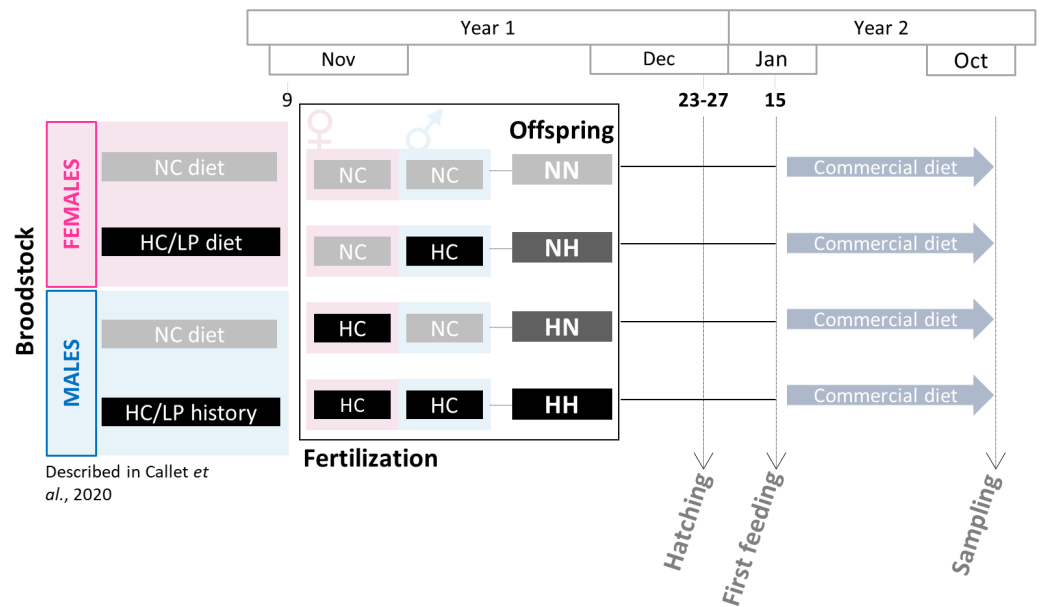 Year 1
Year 2
Nov
Dec
Jan
Oct
9
23-27
15
Broodstock
FEMALES
NC diet
HC/LP diet
MALES
NC diet
HC/LP history
Described in Callet et
al., 2020
♀ ♂
Offspring
NC NC NN
NC HC NH
HC NC HN
HC HC HH
Fertilization
Commercial diet
Commercial diet
Commercial diet
Commercial diet
Hatching
First feeding
Sampling